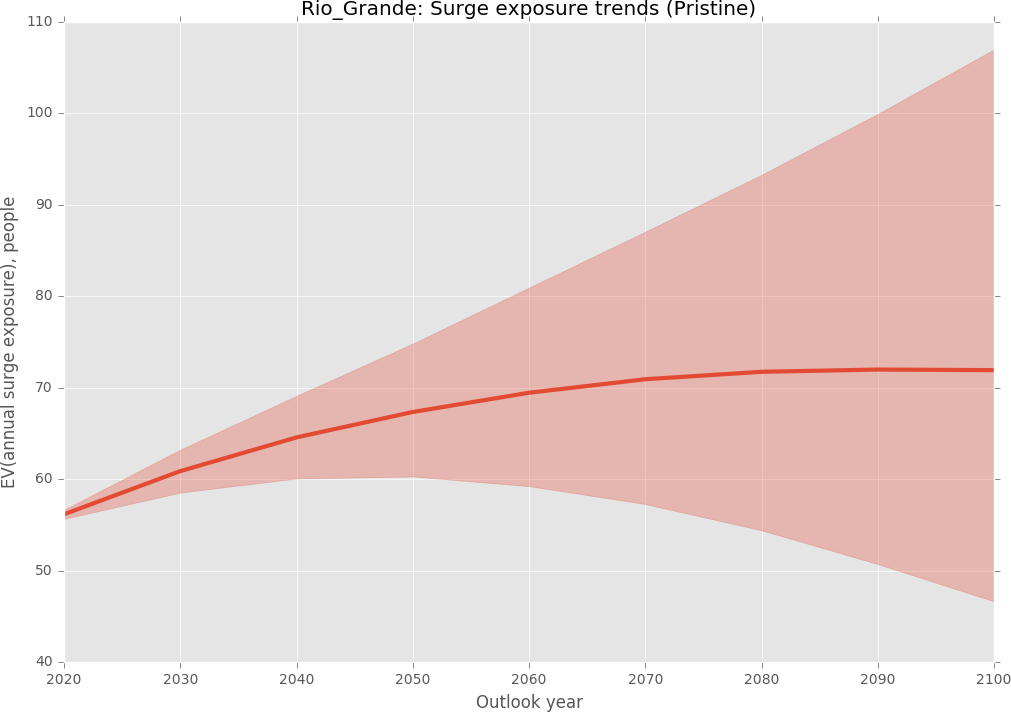 Rio_Grande: Surge exposure trends (Pristine)
110
100
90
80
70
60
50
40
EV(annual surge exposure), people
2020 2030 2040 2050 2060 2070 2080 2090 2100
Outlook year